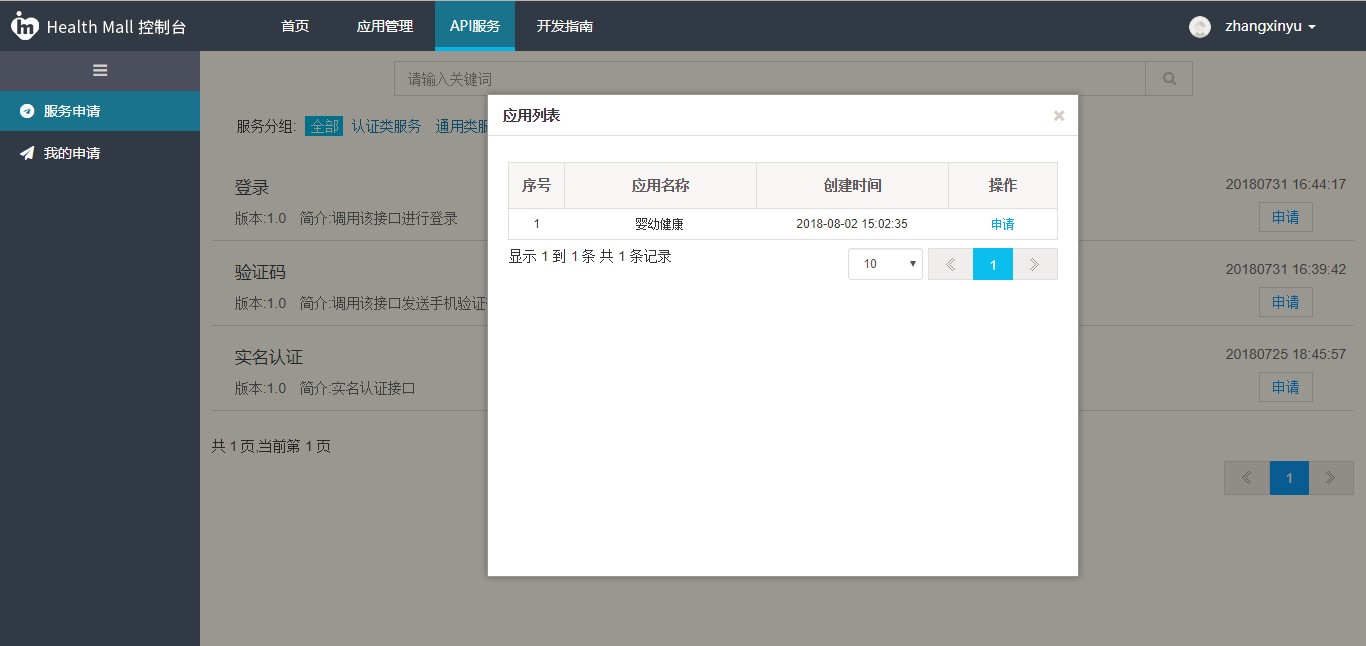 Health Mall 控制台 首页 应用管理 API服务 开发指南 zhangxinyu
请输入关键词
服务申请
我的申请
服务分组: 全部 认证类服务 通用类服
登录 20180731 16:44:17
版本:1.0 简介:调用该接口进行登录 申请
验证码 20180731 16:39:42
版本:1.0 简介:调用该接口发送手机验证 申请
实名认证 20180725 18:45:57
版本:1.0 简介:实名认证接口 申请
共 1 页,当前第 1 页
1
应用列表
序号 应用名称 创建时间 操作
1 婴幼健康 2018-08-02 15:02:35 申请
显示 1 到 1 条 共 1 条记录 10 1